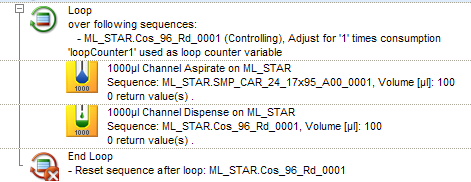 Loop
over following sequences:
- ML_STAR.Cos_96_Rd_0001 (Controlling), Adjust for '1' times consumption
'loopCounter1' used as loop counter variable
1000µl Channel Aspirate on ML_STAR
Sequence: ML_STAR.SMP_CAR_24_17x95_A00_0001, Volume [µl]: 100
0 return value(s) .
1000
1000µl Channel Dispense on ML_STAR
Sequence: ML_STAR.Cos_96_Rd_0001, Volume [µl]: 100
0 return value(s) .
1000
End Loop
- Reset sequence after loop: ML_STAR.Cos_96_Rd_0001